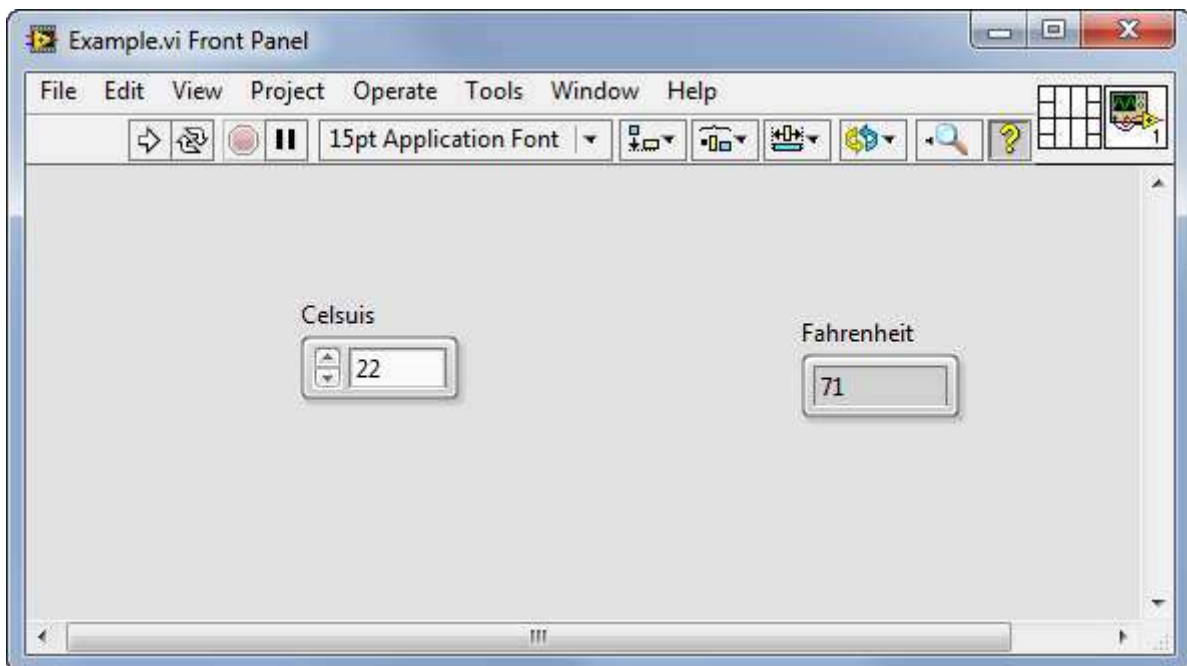 Example.vi Front Panel
File Edit View Project Operate Tools Window Help
15pt Application Font
1
Celsuis
22
Fahrenheit
71